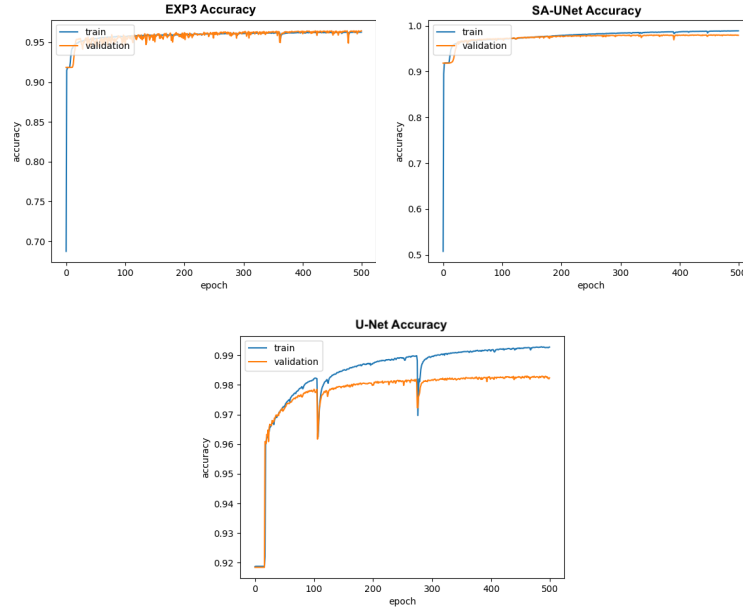 EXP3 Accuracy
train
validation
0.95
0.90
0.85
0.80
0.75
0.70
accuracy
0 100 200 300 400 500
epoch
SA-UNet Accuracy
train
validation
1.0
0.9
0.8
0.7
0.6
0.5
accuracy
0 100 200 300 400 500
epoch
U-Net Accuracy
train
validation
0.99
0.98
0.97
0.96
0.95
0.94
0.93
0.92
accuracy
0 100 200 300 400 500
epoch